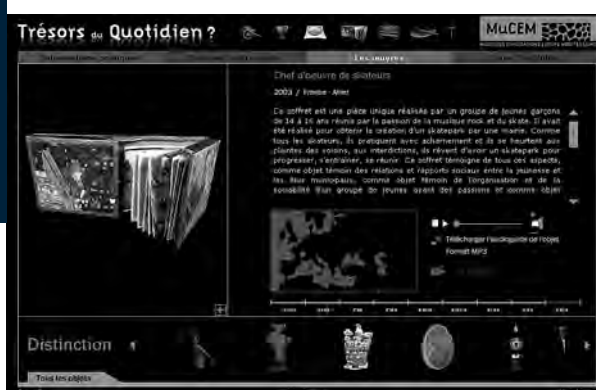 Trésors du Quotidien ?
MuCEM
Les œuvres
Chef d'oeuvre de skateurs
2003 / France - Niort
Ce coffret est une pièce unique réalisée par un groupe de jeunes garçons
de 14 à 16 ans réunis par la passion de la musique rock et du skate. Il avait
été réalisé pour obtenir la création d'un skatepark par une mairie. Comme
tous les skateurs, ils pratiquent avec acharnement et ils se heurtent aux
plaintes des voisins, aux interdictions, ils rêvent d'avoir un skatepark pour
progresser, s'entrainer, se réunir. Ce coffret témoigne de tous ces aspects,
comme objet témoin des relations et rapports sociaux entre la jeunesse et
les élus municipaux, comme objet témoin de l'organisation et de la
sociabilité d'un groupe de jeunes ayant des passions et comme objet
Télécharger l'audioguide de l'objet
Format MP3
Distinction
Tous les objets